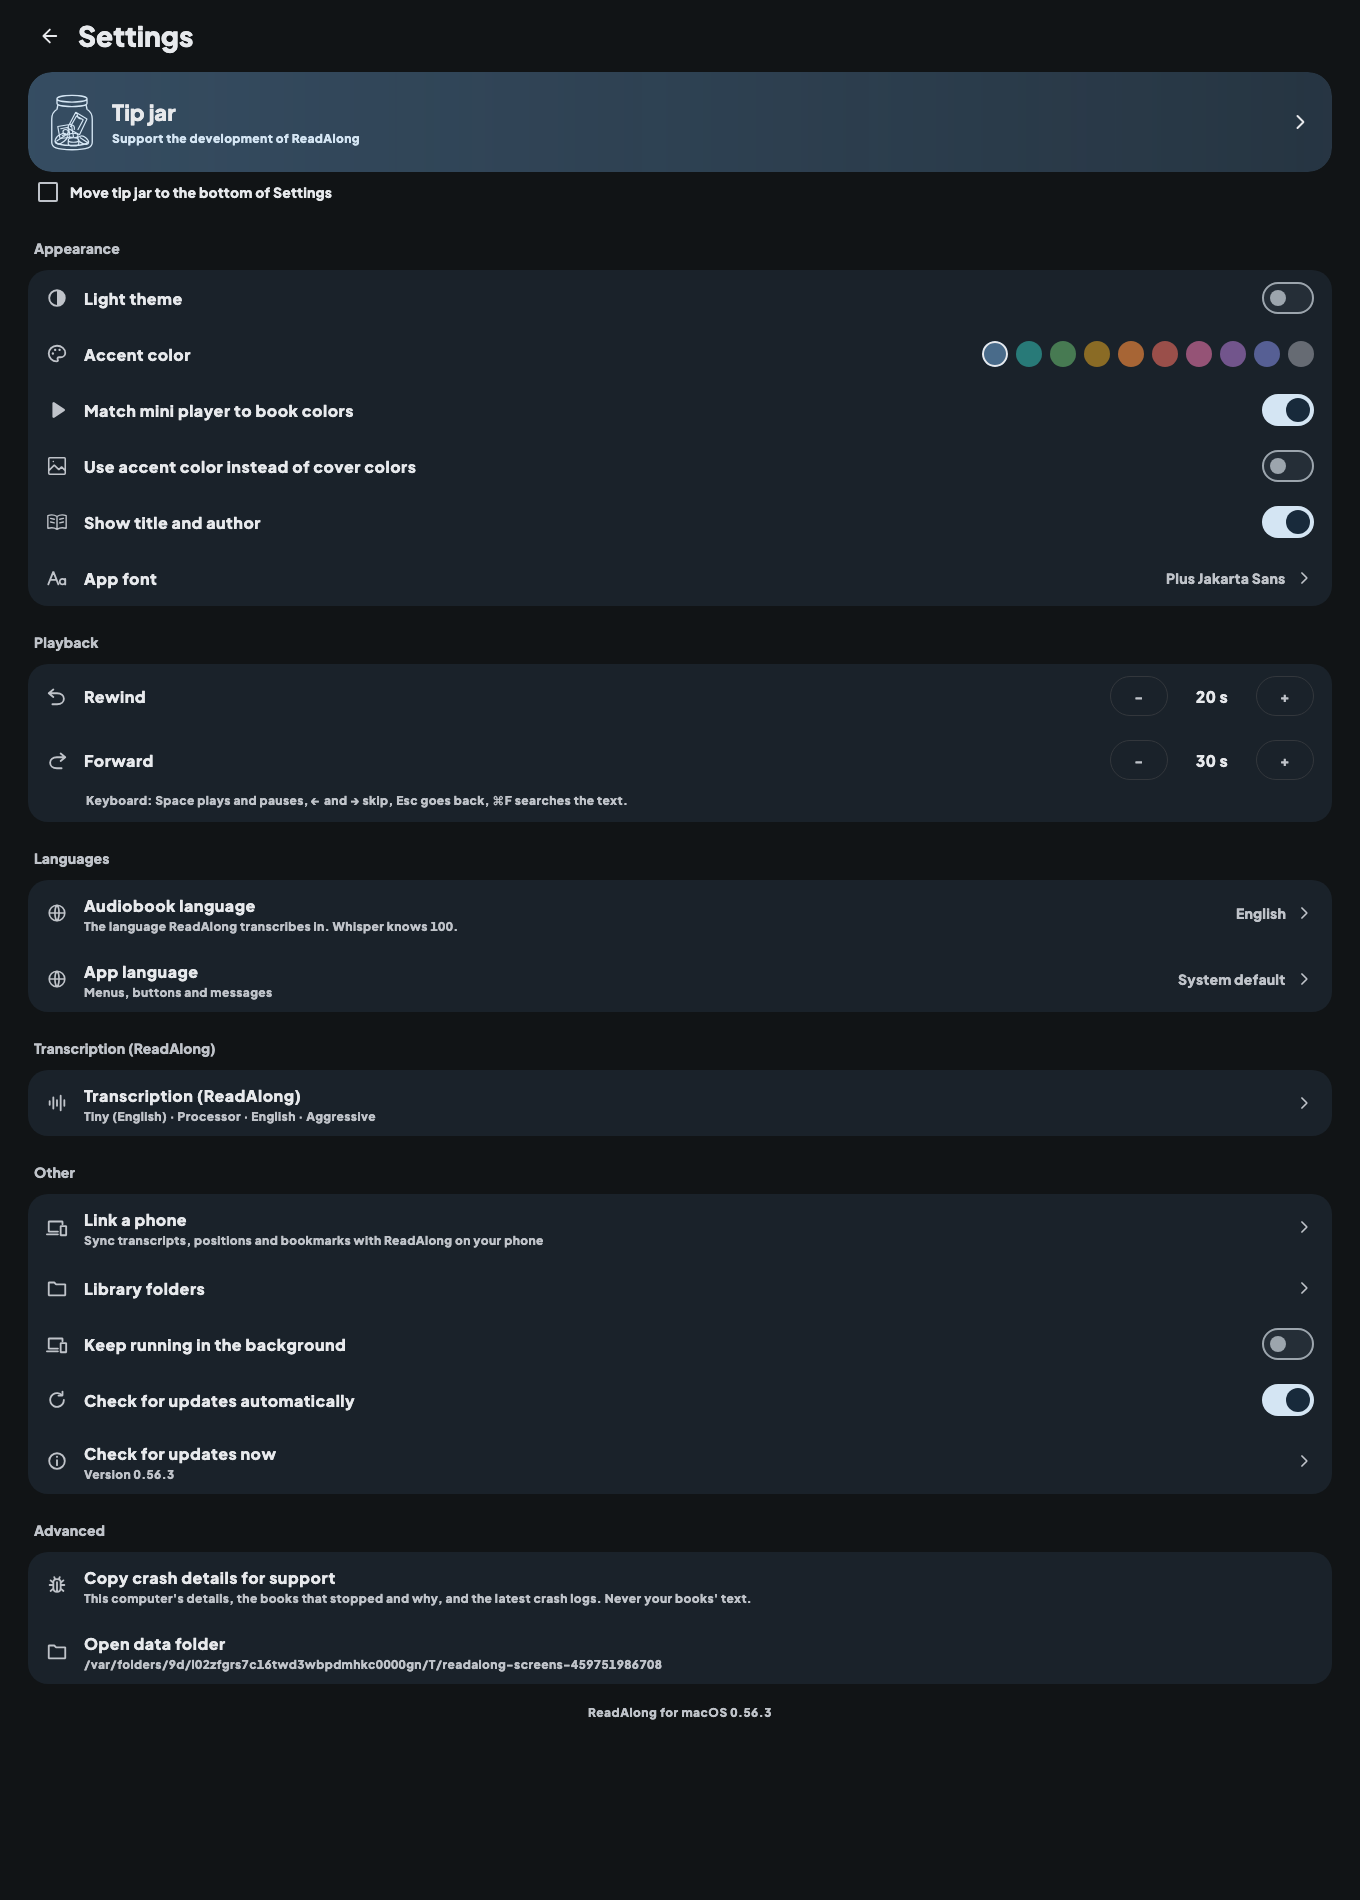 Settings
Tip jar
Support the development of ReadAlong
Move tip jar to the bottom of Settings
Appearance
Light theme
Accent color
Match mini player to book colors
Use accent color instead of cover colors
Show title and author
App font
Plus Jakarta Sans
Playback
Rewind
- 20 s +
Forward
- 30 s +
Keyboard: Space plays and pauses, ← and → skip, Esc goes back, ⌘F searches the text.
Languages
Audiobook language
The language ReadAlong transcribes in. Whisper knows 100.
English
App language
Menus, buttons and messages
System default
Transcription (ReadAlong)
Transcription (ReadAlong)
Tiny (English) · Processor · English · Aggressive
Other
Link a phone
Sync transcripts, positions and bookmarks with ReadAlong on your phone
Library folders
Keep running in the background
Check for updates automatically
Check for updates now
Version 0.56.3
Advanced
Copy crash details for support
This computer's details, the books that stopped and why, and the latest crash logs. Never your books' text.
Open data folder
/var/folders/9d/l02zfgrs7c16twd3wbpdmhkc0000gn/T/readalong-screens-459751986708
ReadAlong for macOS 0.56.3